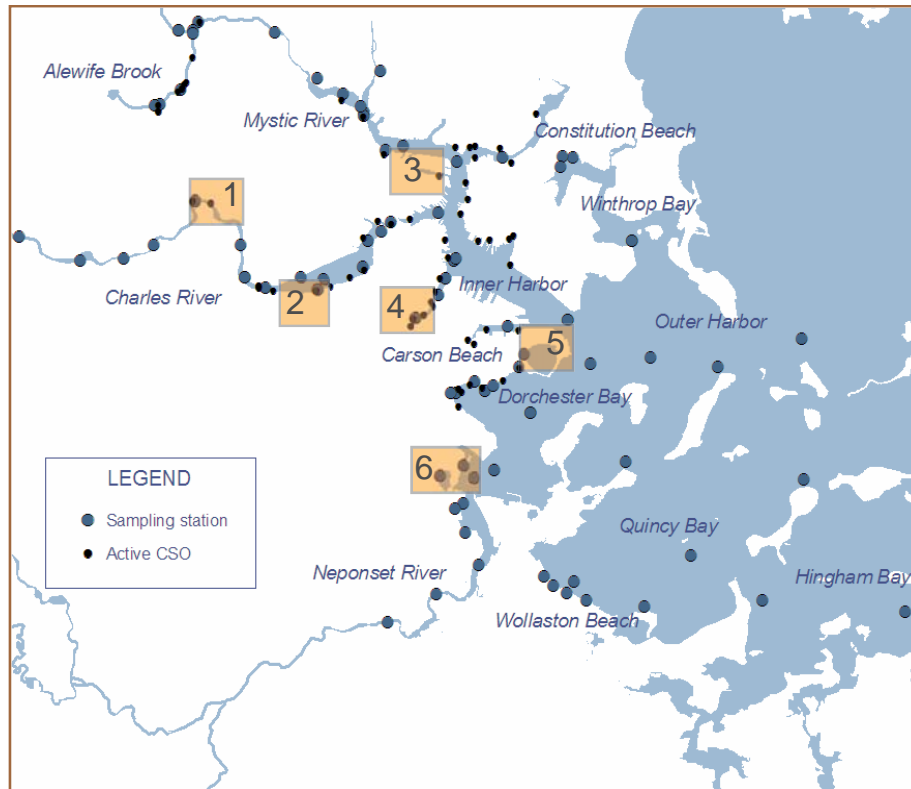 Alewife Brook
Mystic River
Constitution Beach
3
1
Winthrop Bay
Charles River
2
4
Inner Harbor
Outer Harbor
Carson Beach
5
Dorchester Bay
6
LEGEND
Sampling station
Active CSO
Quincy Bay
Neponset River
Hingham Bay
Wollaston Beach